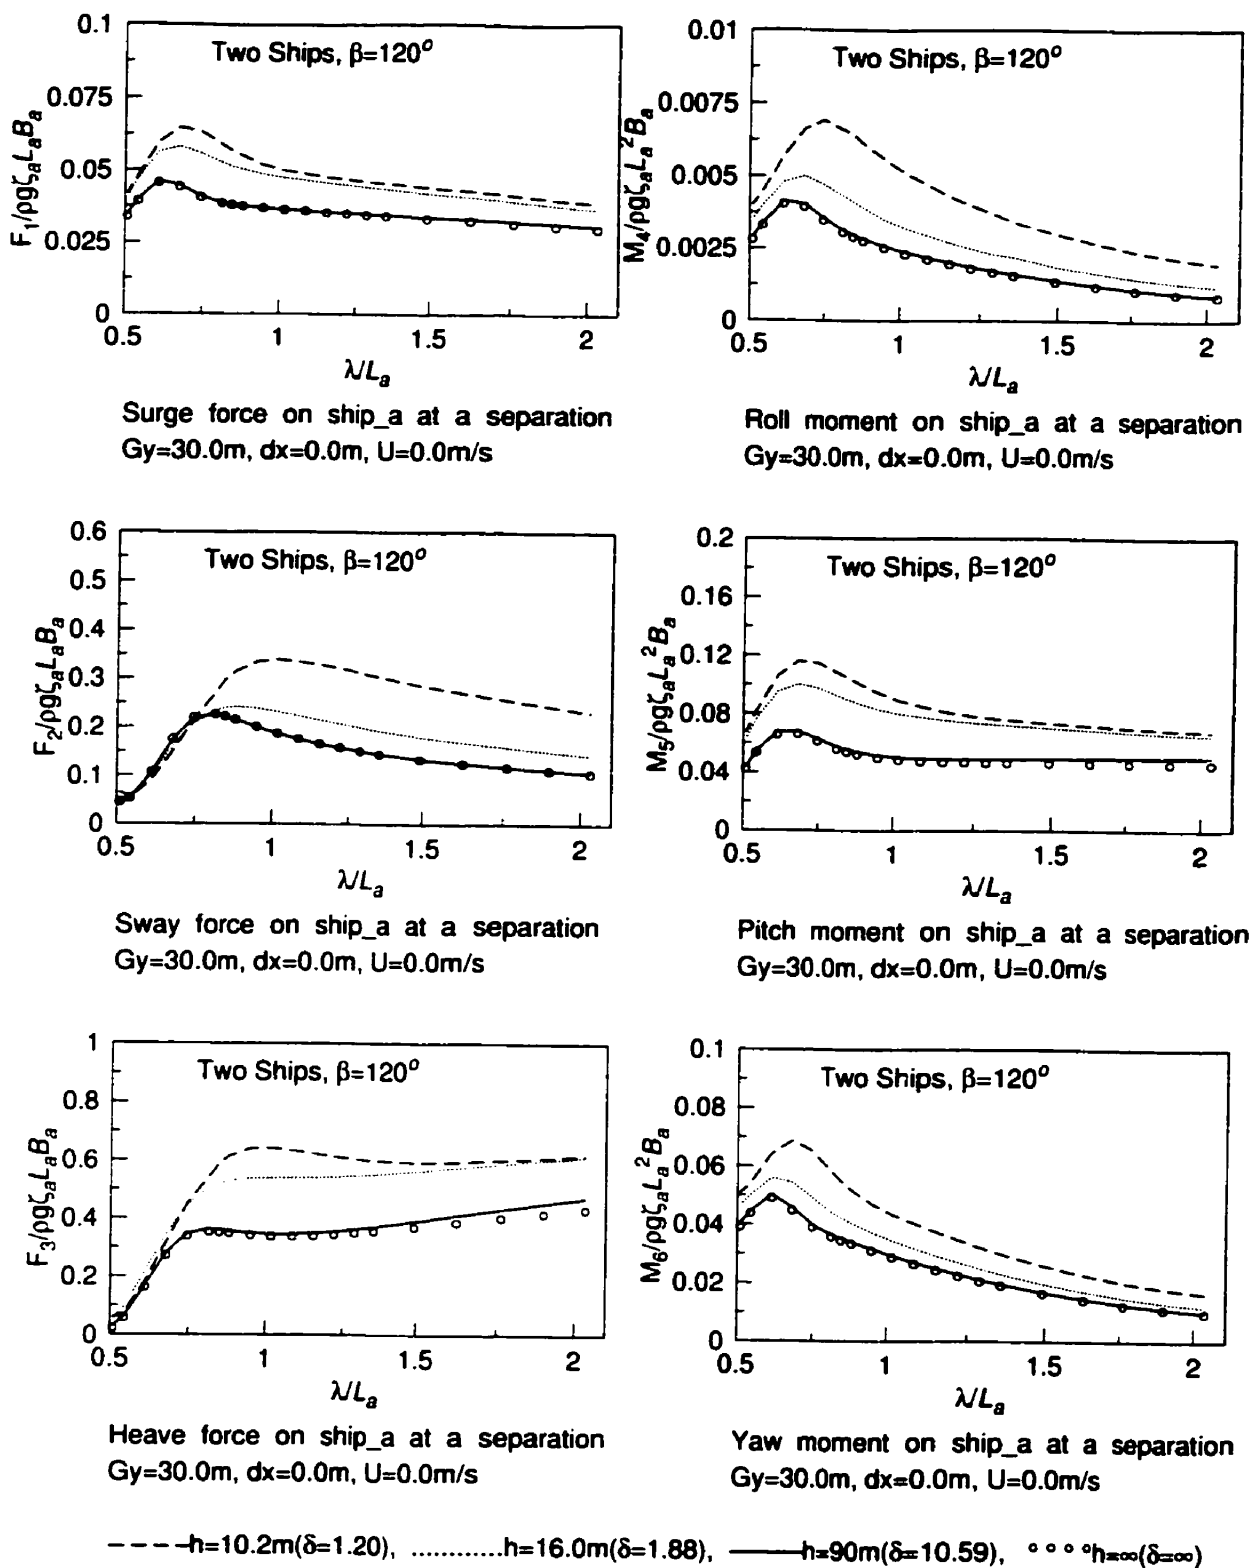 Two Ships, β=120°
F₁/ρgζₐLₐBₐ
0.1
0.075
0.05
0.025
0
0.5 1 1.5 2
λ/Lₐ
Surge force on ship_a at a separation
Gy=30.0m, dx=0.0m, U=0.0m/s
Two Ships, β=120°
M₄/ρgζₐLₐ²Bₐ
0.01
0.0075
0.005
0.0025
0
0.5 1 1.5 2
λ/Lₐ
Roll moment on ship_a at a separation
Gy=30.0m, dx=0.0m, U=0.0m/s
Two Ships, β=120°
F₂/ρgζₐLₐBₐ
0.6
0.5
0.4
0.3
0.2
0.1
0
0.5 1 1.5 2
λ/Lₐ
Sway force on ship_a at a separation
Gy=30.0m, dx=0.0m, U=0.0m/s
Two Ships, β=120°
M₅/ρgζₐLₐ²Bₐ
0.2
0.16
0.12
0.08
0.04
0
0.5 1 1.5 2
λ/Lₐ
Pitch moment on ship_a at a separation
Gy=30.0m, dx=0.0m, U=0.0m/s
Two Ships, β=120°
F₃/ρgζₐLₐBₐ
1
0.8
0.6
0.4
0.2
0
0.5 1 1.5 2
λ/Lₐ
Heave force on ship_a at a separation
Gy=30.0m, dx=0.0m, U=0.0m/s
Two Ships, β=120°
M₆/ρgζₐLₐ²Bₐ
0.1
0.08
0.06
0.04
0.02
0
0.5 1 1.5 2
λ/Lₐ
Yaw moment on ship_a at a separation
Gy=30.0m, dx=0.0m, U=0.0m/s
h=10.2m(δ=1.20), h=16.0m(δ=1.88), h=90m(δ=10.59), h=∞(δ=∞)